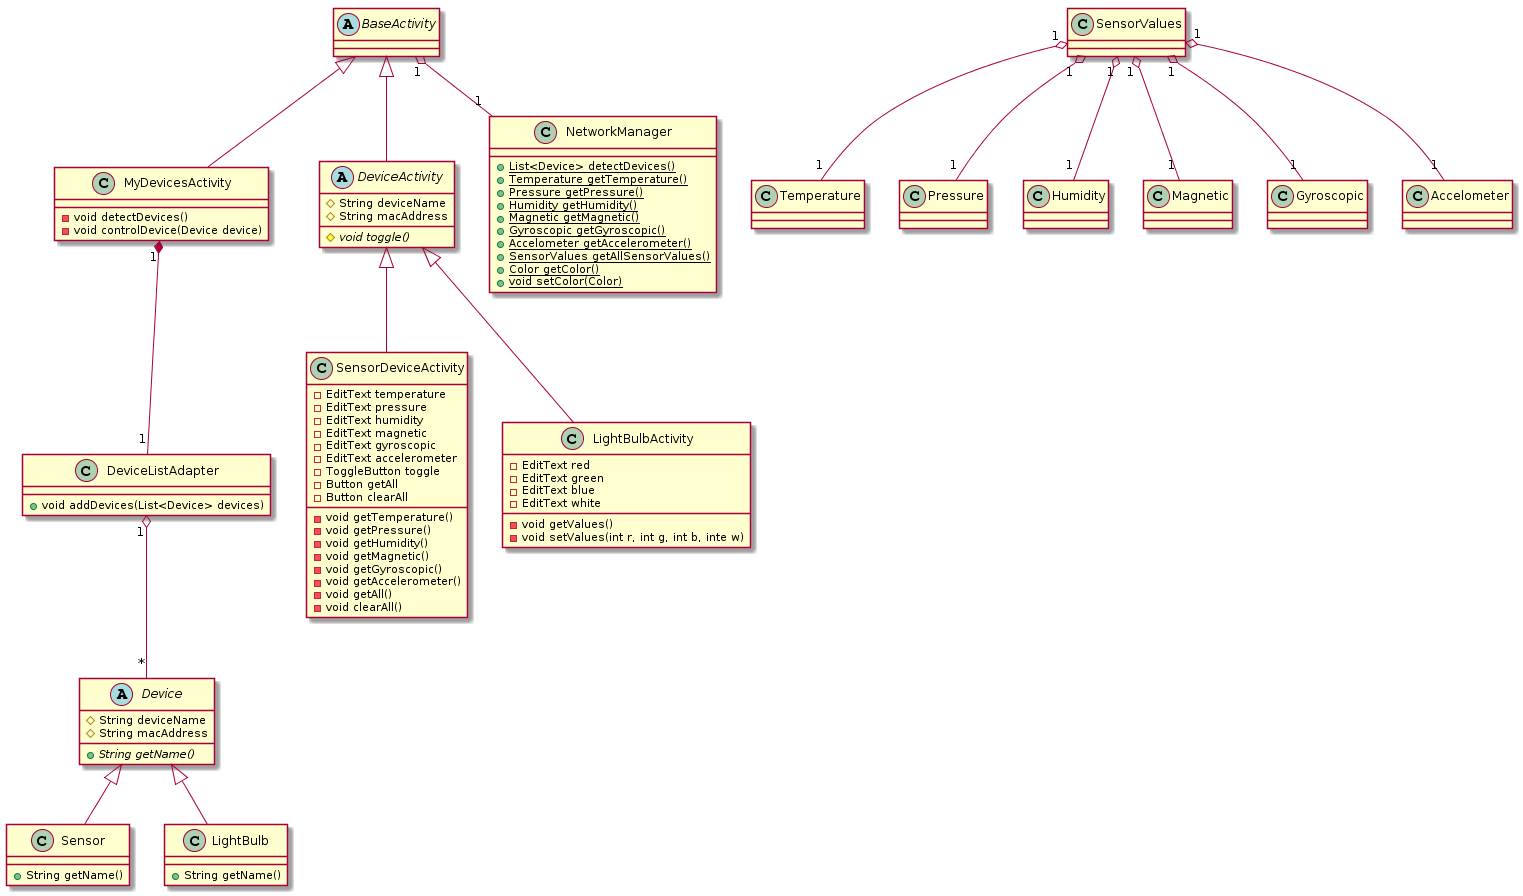 A BaseActivity
C SensorValues
1
1
1
1
1
1
1
1
C MyDevicesActivity
void detectDevices()
void controlDevice(Device device)
1
A DeviceActivity
String deviceName
String macAddress
void toggle()
C NetworkManager
List<Device> detectDevices()
Temperature getTemperature()
Pressure getPressure()
Humidity getHumidity()
Magnetic getMagnetic()
Gyroscopic getGyroscopic()
Accelometer getAccelerometer()
SensorValues getAllSensorValues()
Color getColor()
void setColor(Color)
1
1
1
1
1
1
C Temperature
C Pressure
C Humidity
C Magnetic
C Gyroscopic
C Accelometer
C SensorDeviceActivity
EditText temperature
EditText pressure
EditText humidity
EditText magnetic
EditText gyroscopic
EditText accelerometer
ToggleButton toggle
Button getAll
Button clearAll
void getTemperature()
void getPressure()
void getHumidity()
void getMagnetic()
void getGyroscopic()
void getAccelerometer()
void getAll()
void clearAll()
C LightBulbActivity
EditText red
EditText green
EditText blue
EditText white
void getValues()
void setValues(int r, int g, int b, inte w)
1
C DeviceListAdapter
void addDevices(List<Device> devices)
1
*
A Device
String deviceName
String macAddress
String getName()
C Sensor
String getName()
C LightBulb
String getName()